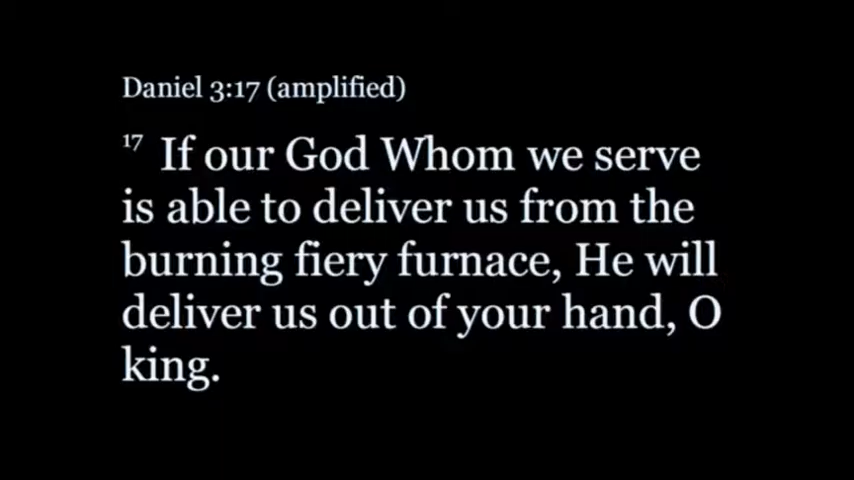 Daniel 3:17 (amplified)
17 If our God Whom we serve
is able to deliver us from the
burning fiery furnace, He will
deliver us out of your hand, O
king.